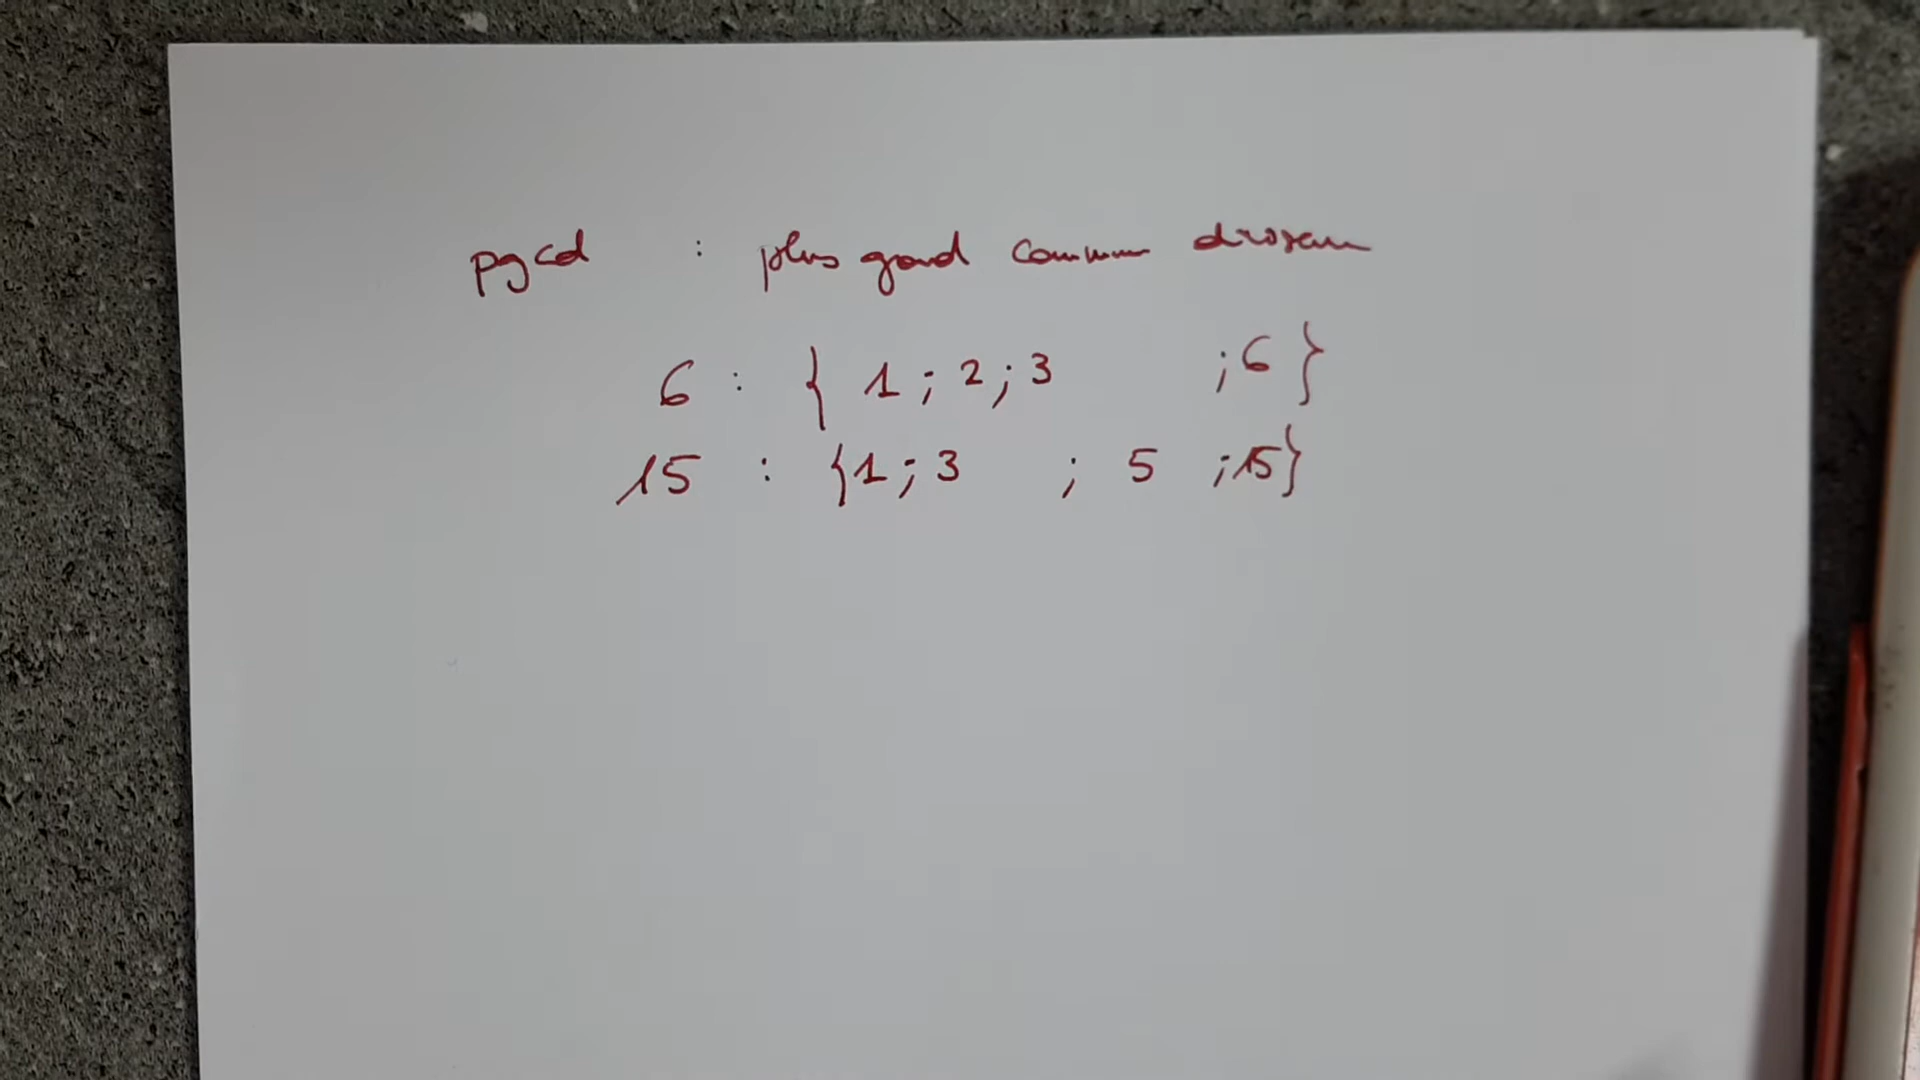 pgcd : plus grand commun diviseur
6 : { 1 ; 2 ; 3 ; 6 }
15 : { 1 ; 3 ; 5 ; 15 }